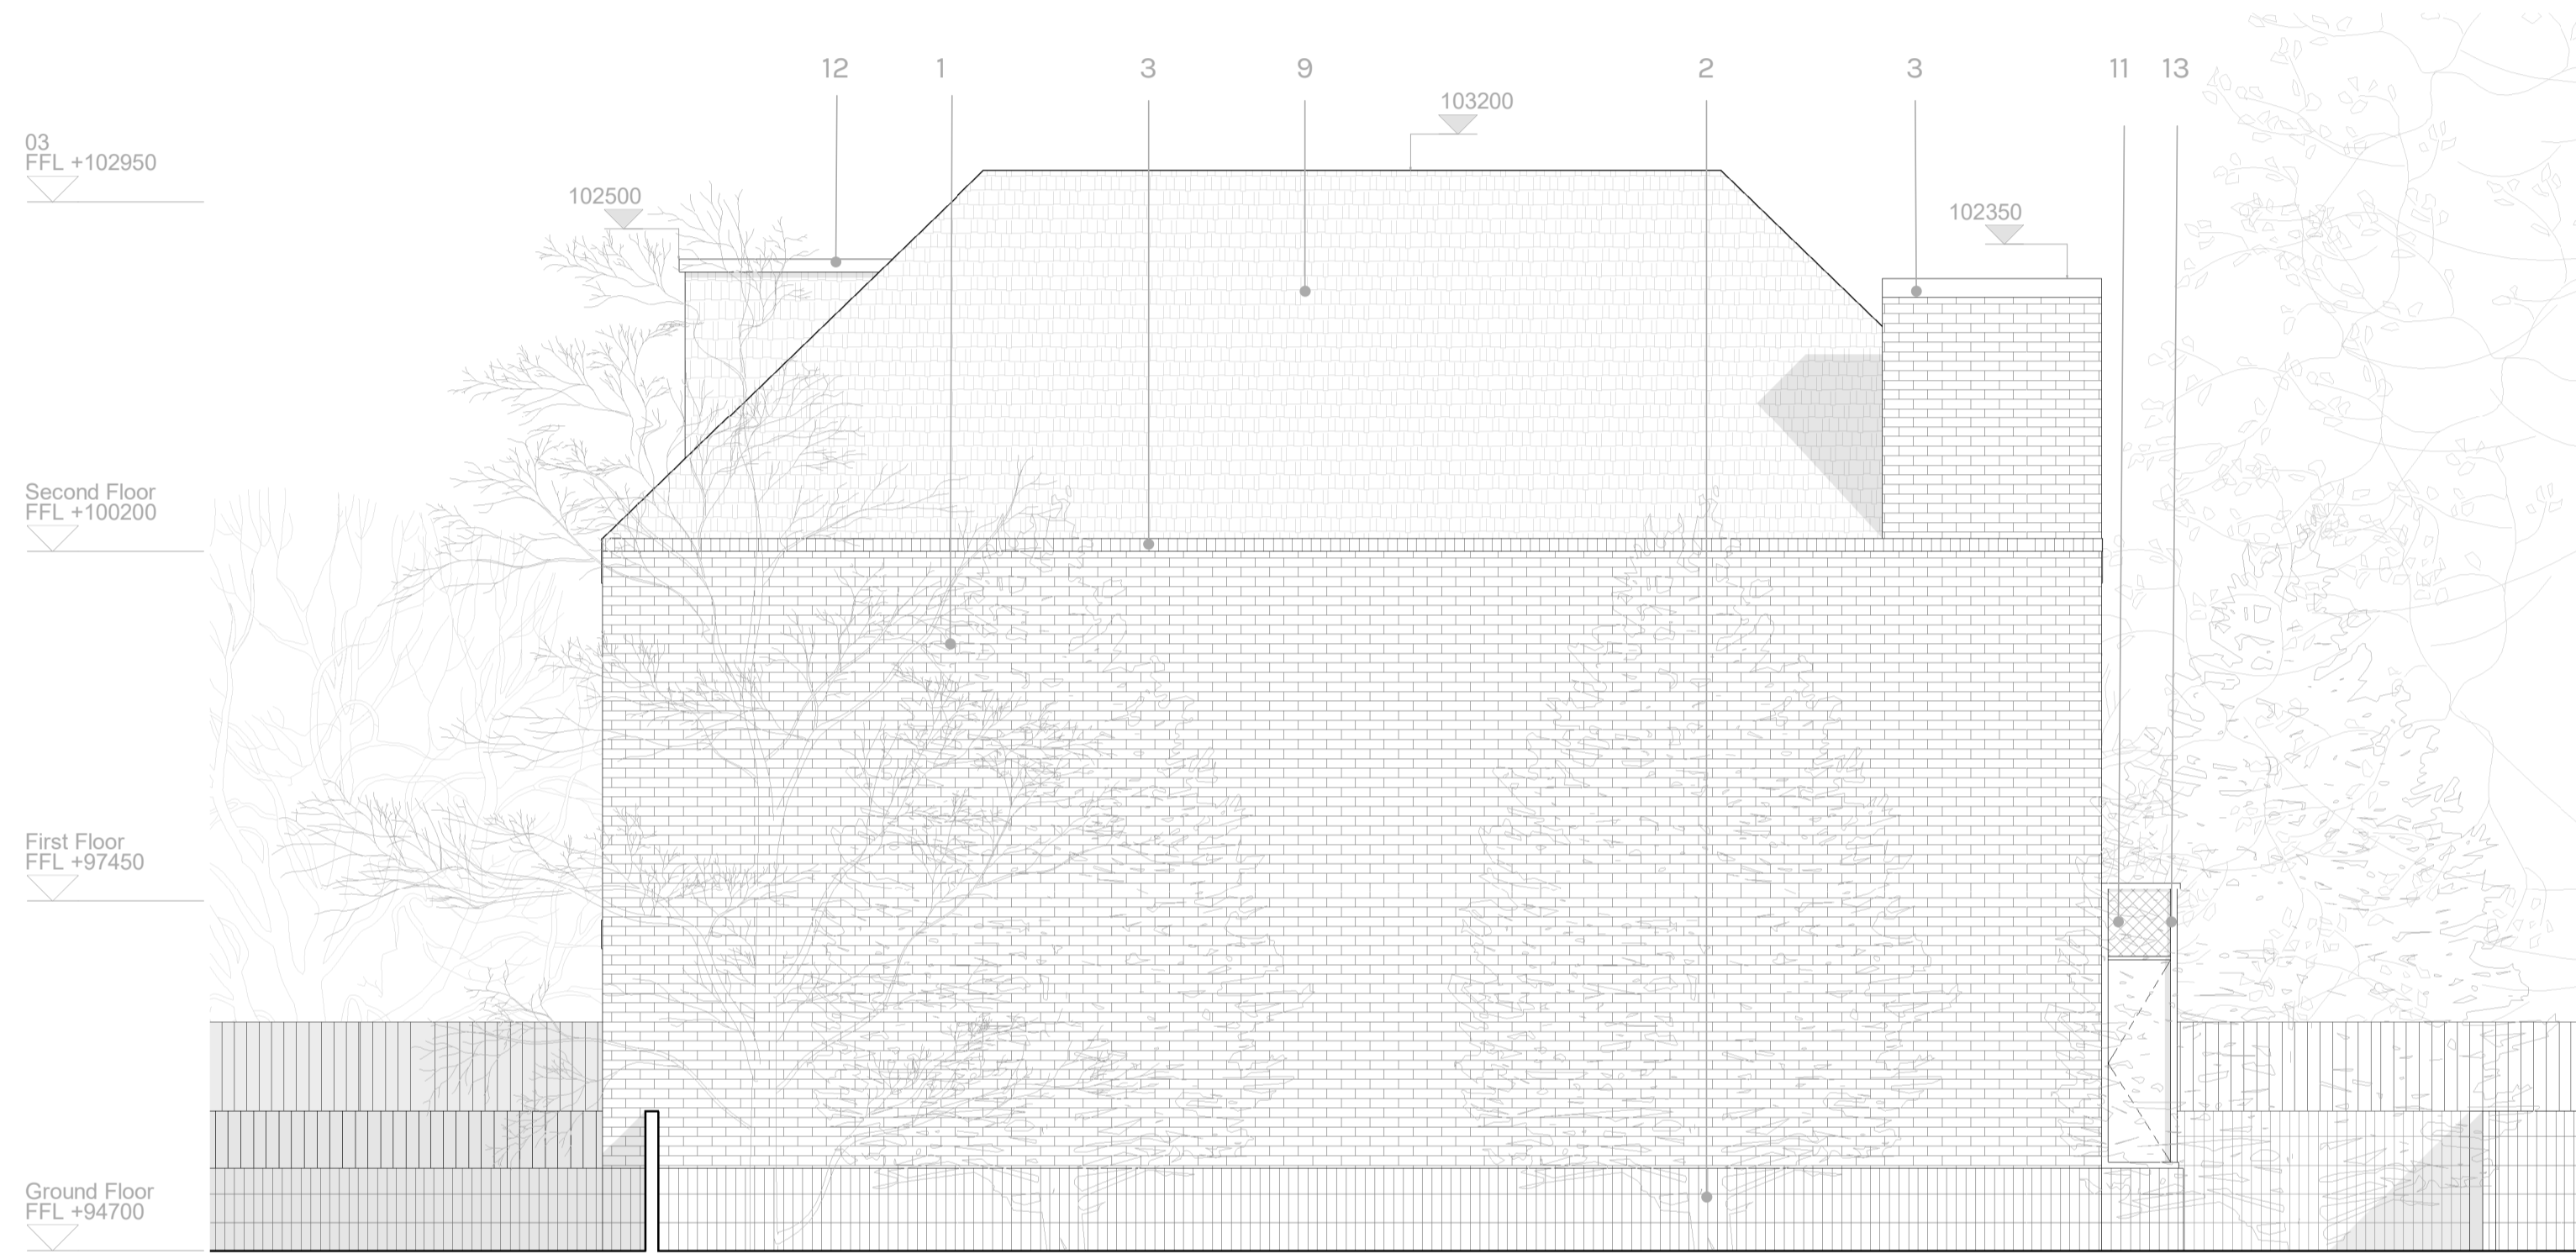 12 1 3 9 2 3 11 13
103200
03
FFL +102950
102500
102350
Second Floor
FFL +100200
First Floor
FFL +97450
Ground Floor
FFL +94700